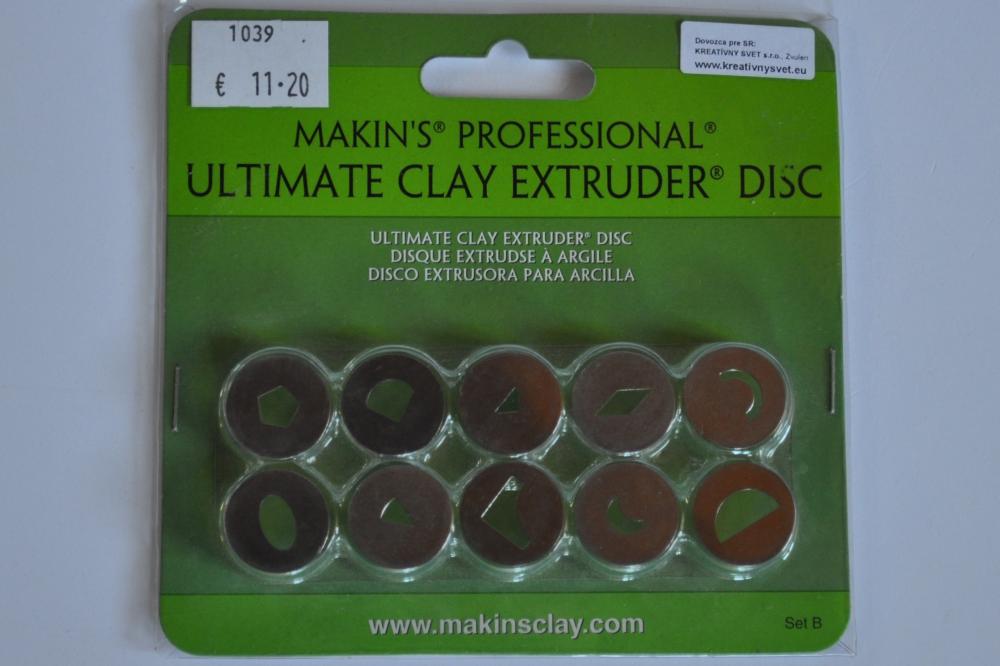 1039 .
€ 11·20
Dovozca pre SR:
KREATÍVNY SVET s.r.o., Zvolen
www.kreativnysvet.eu
MAKIN'S® PROFESSIONAL®
ULTIMATE CLAY EXTRUDER® DISC
ULTIMATE CLAY EXTRUDER® DISC
DISQUE EXTRUDSE À ARGILE
DISCO EXTRUSORA PARA ARCILLA
www.makinsclay.com
Set B